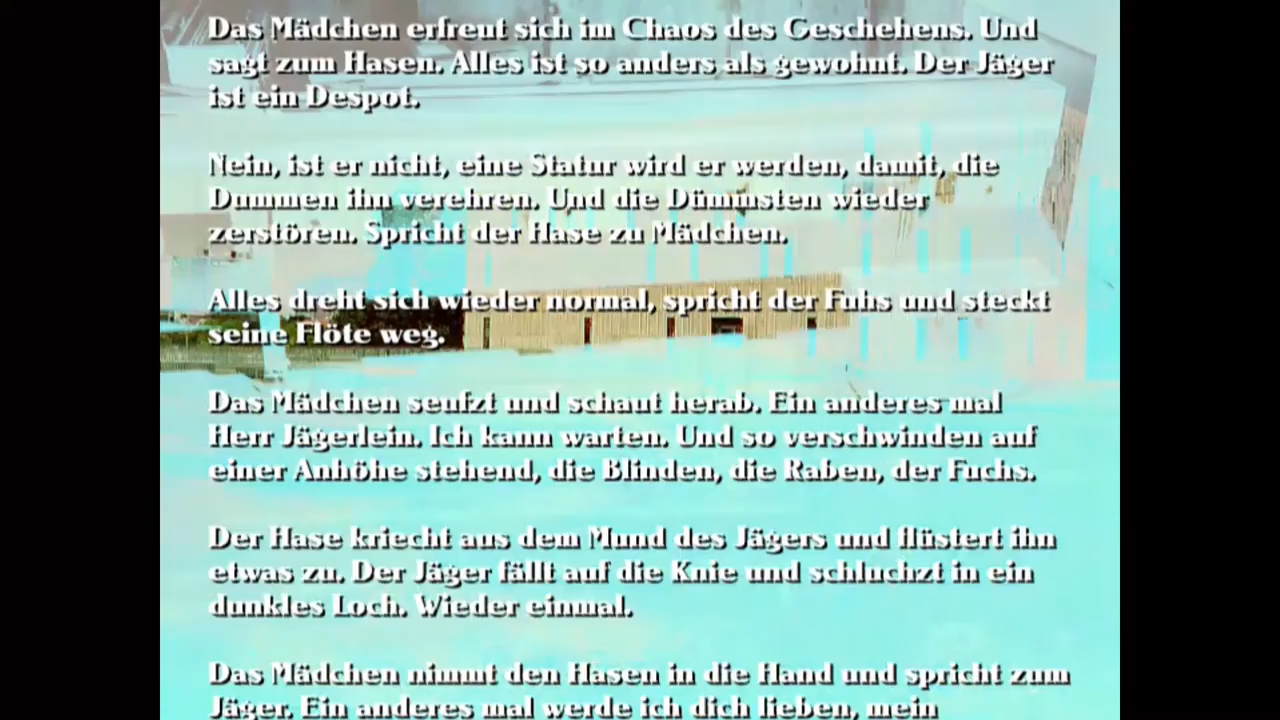 Das Mädchen erfreut sich im Chaos des Geschehens. Und
sagt zum Hasen. Alles ist so anders als gewohnt. Der Jäger
ist ein Despot.
Nein, ist er nicht, eine Statur wird er werden, damit, die
Dummen ihn verehren. Und die Dümmsten wieder
zerstören. Spricht der Hase zu Mädchen.
Alles dreht sich wieder normal, spricht der Fuhs und steckt
seine Flöte weg.
Das Mädchen seufzt und schaut herab. Ein anderes mal
Herr Jägerlein. Ich kann warten. Und so verschwinden auf
einer Anhöhe stehend, die Blinden, die Raben, der Fuchs.
Der Hase kriecht aus dem Mund des Jägers und flüstert ihn
etwas zu. Der Jäger fällt auf die Knie und schluchzt in ein
dunkles Loch. Wieder einmal.
Das Mädchen nimmt den Hasen in die Hand und spricht zum
Jäger. Ein anderes mal werde ich dich lieben, mein